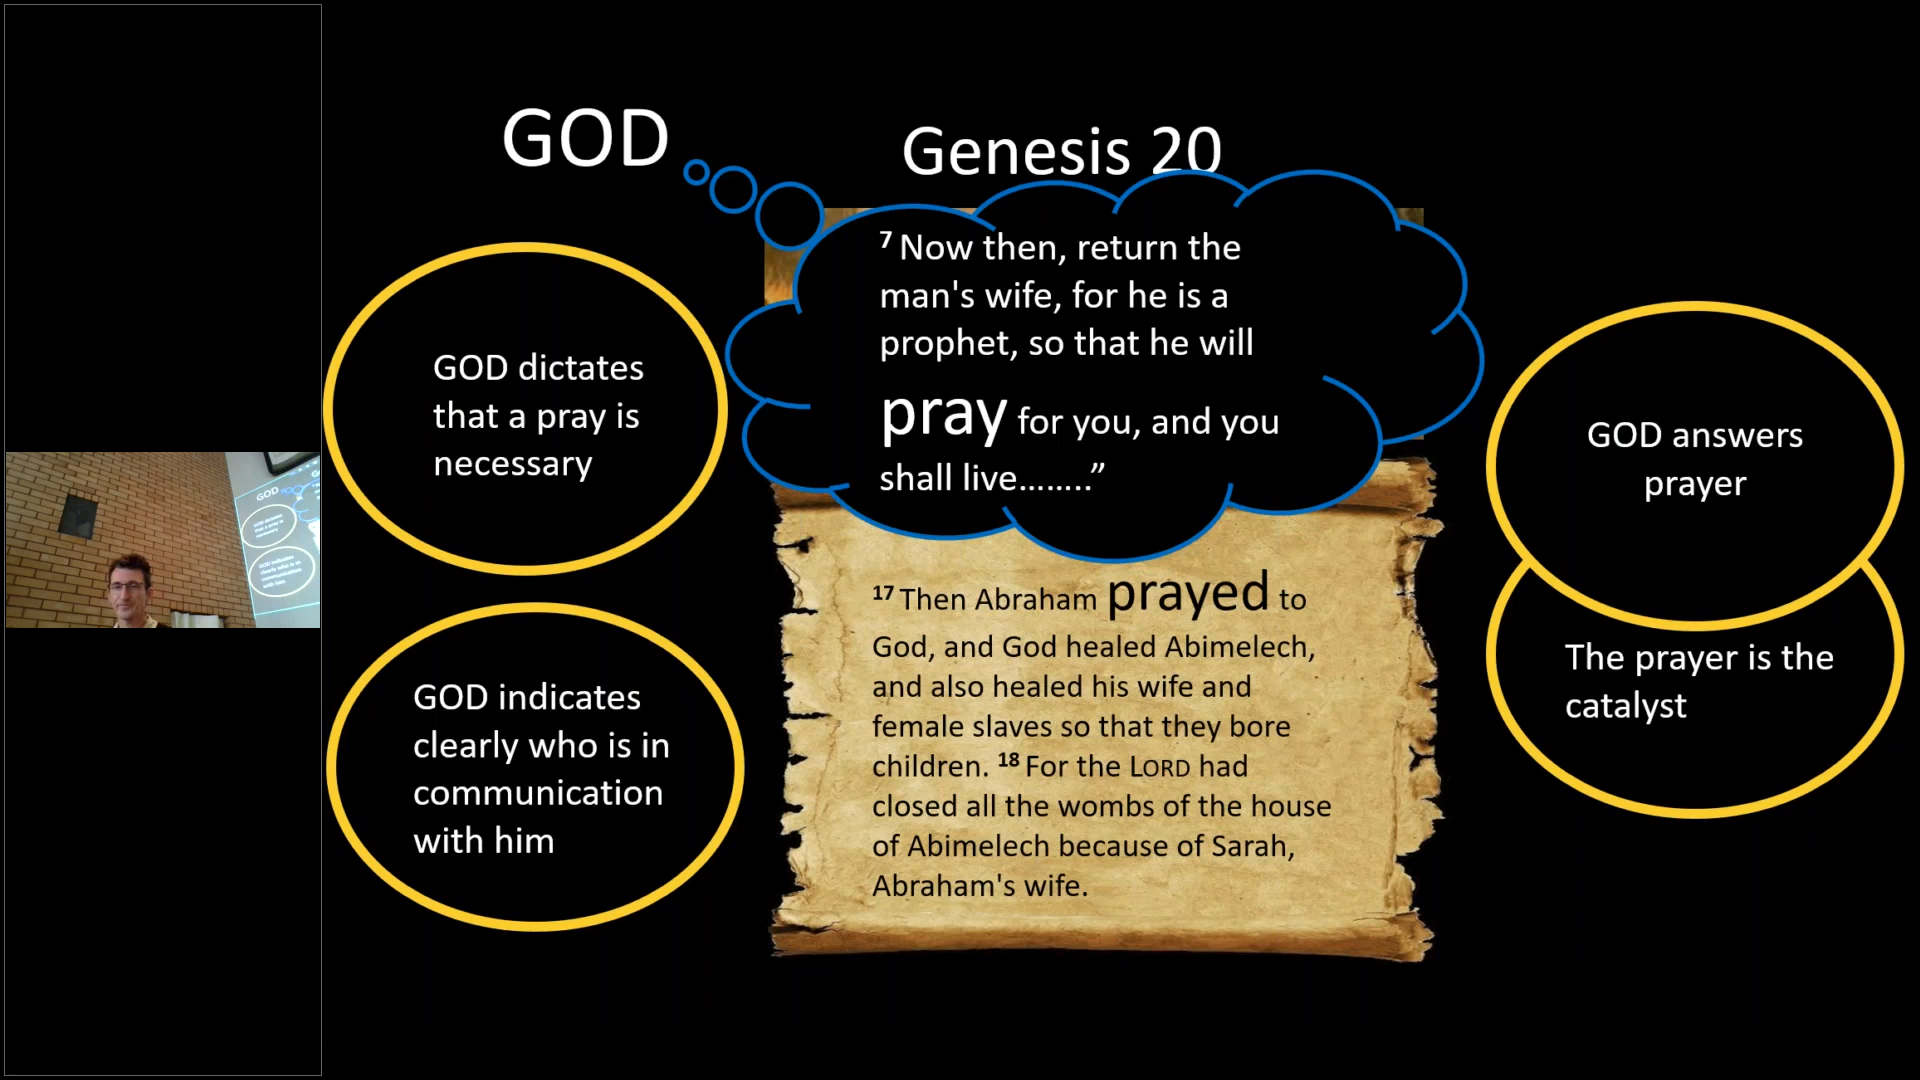 GOD
Genesis 20
7 Now then, return the
man's wife, for he is a
prophet, so that he will
pray for you, and you
shall live........”
GOD dictates
that a pray is
necessary
GOD indicates
clearly who is in
communication
with him
17 Then Abraham prayed to
God, and God healed Abimelech,
and also healed his wife and
female slaves so that they bore
children. 18 For the LORD had
closed all the wombs of the house
of Abimelech because of Sarah,
Abraham's wife.
GOD answers
prayer
The prayer is the
catalyst
GOD